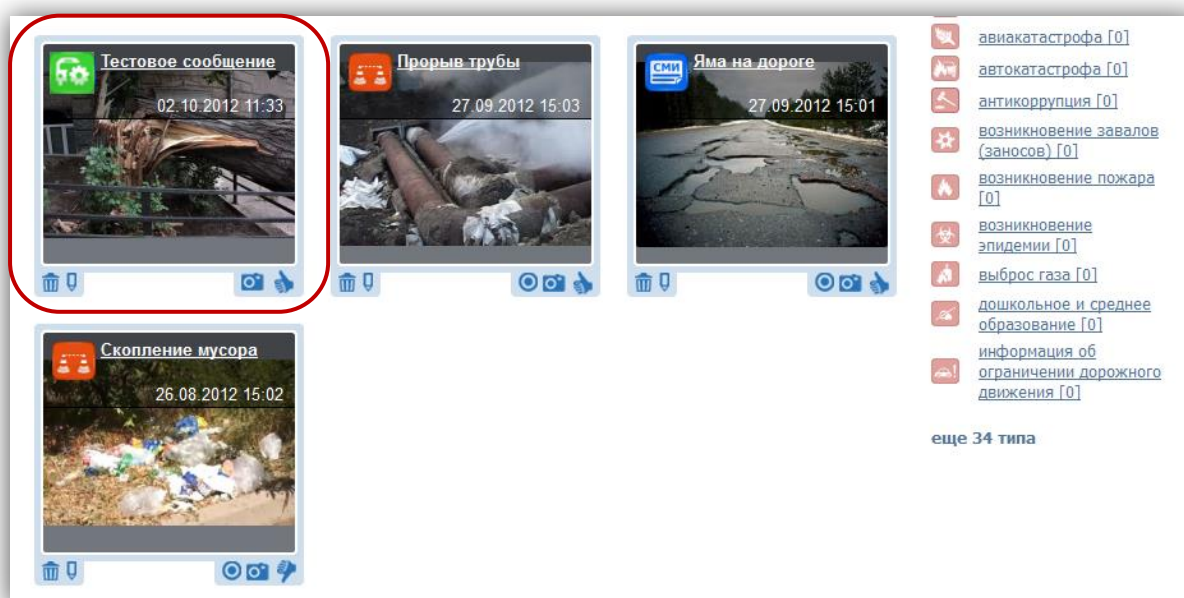 Тестовое сообщение
02.10.2012 11:33
Прорыв трубы
27.09.2012 15:03
СМИ
Яма на дороге
27.09.2012 15:01
Скопление мусора
26.08.2012 15:02
авиакатастрофа [0]
автокатастрофа [0]
антикоррупция [0]
возникновение завалов
(заносов) [0]
возникновение пожара
[0]
возникновение
эпидемии [0]
выброс газа [0]
дошкольное и среднее
образование [0]
информация об
ограничении дорожного
движения [0]
еще 34 типа